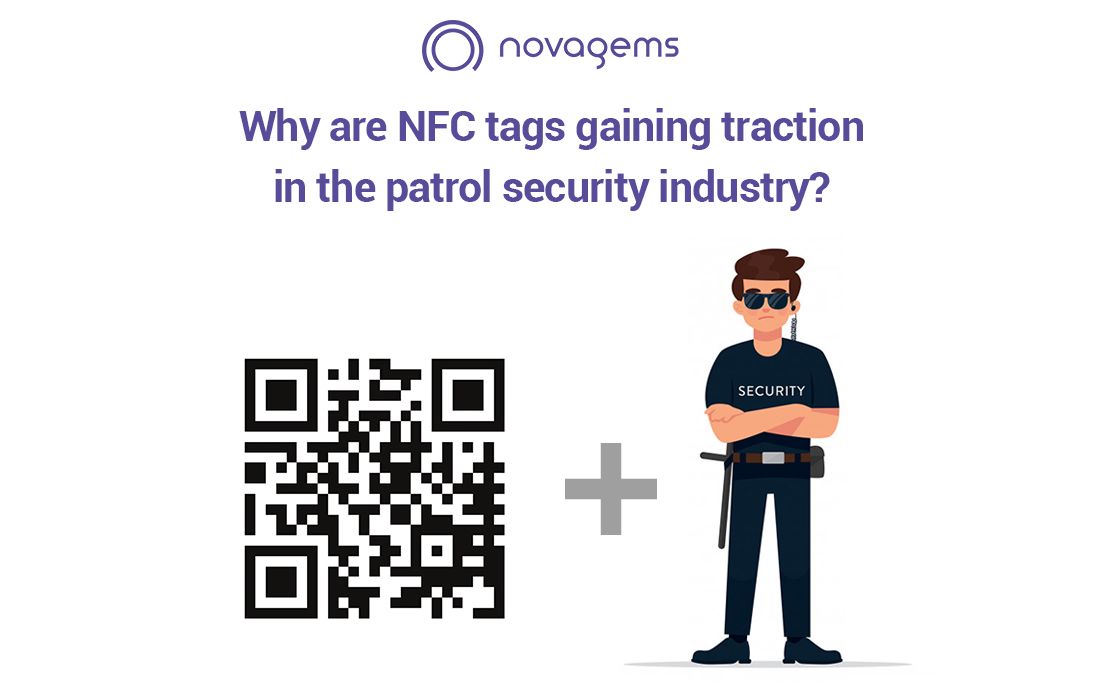 novagems
Why are NFC tags gaining traction
in the patrol security industry?
SECURITY